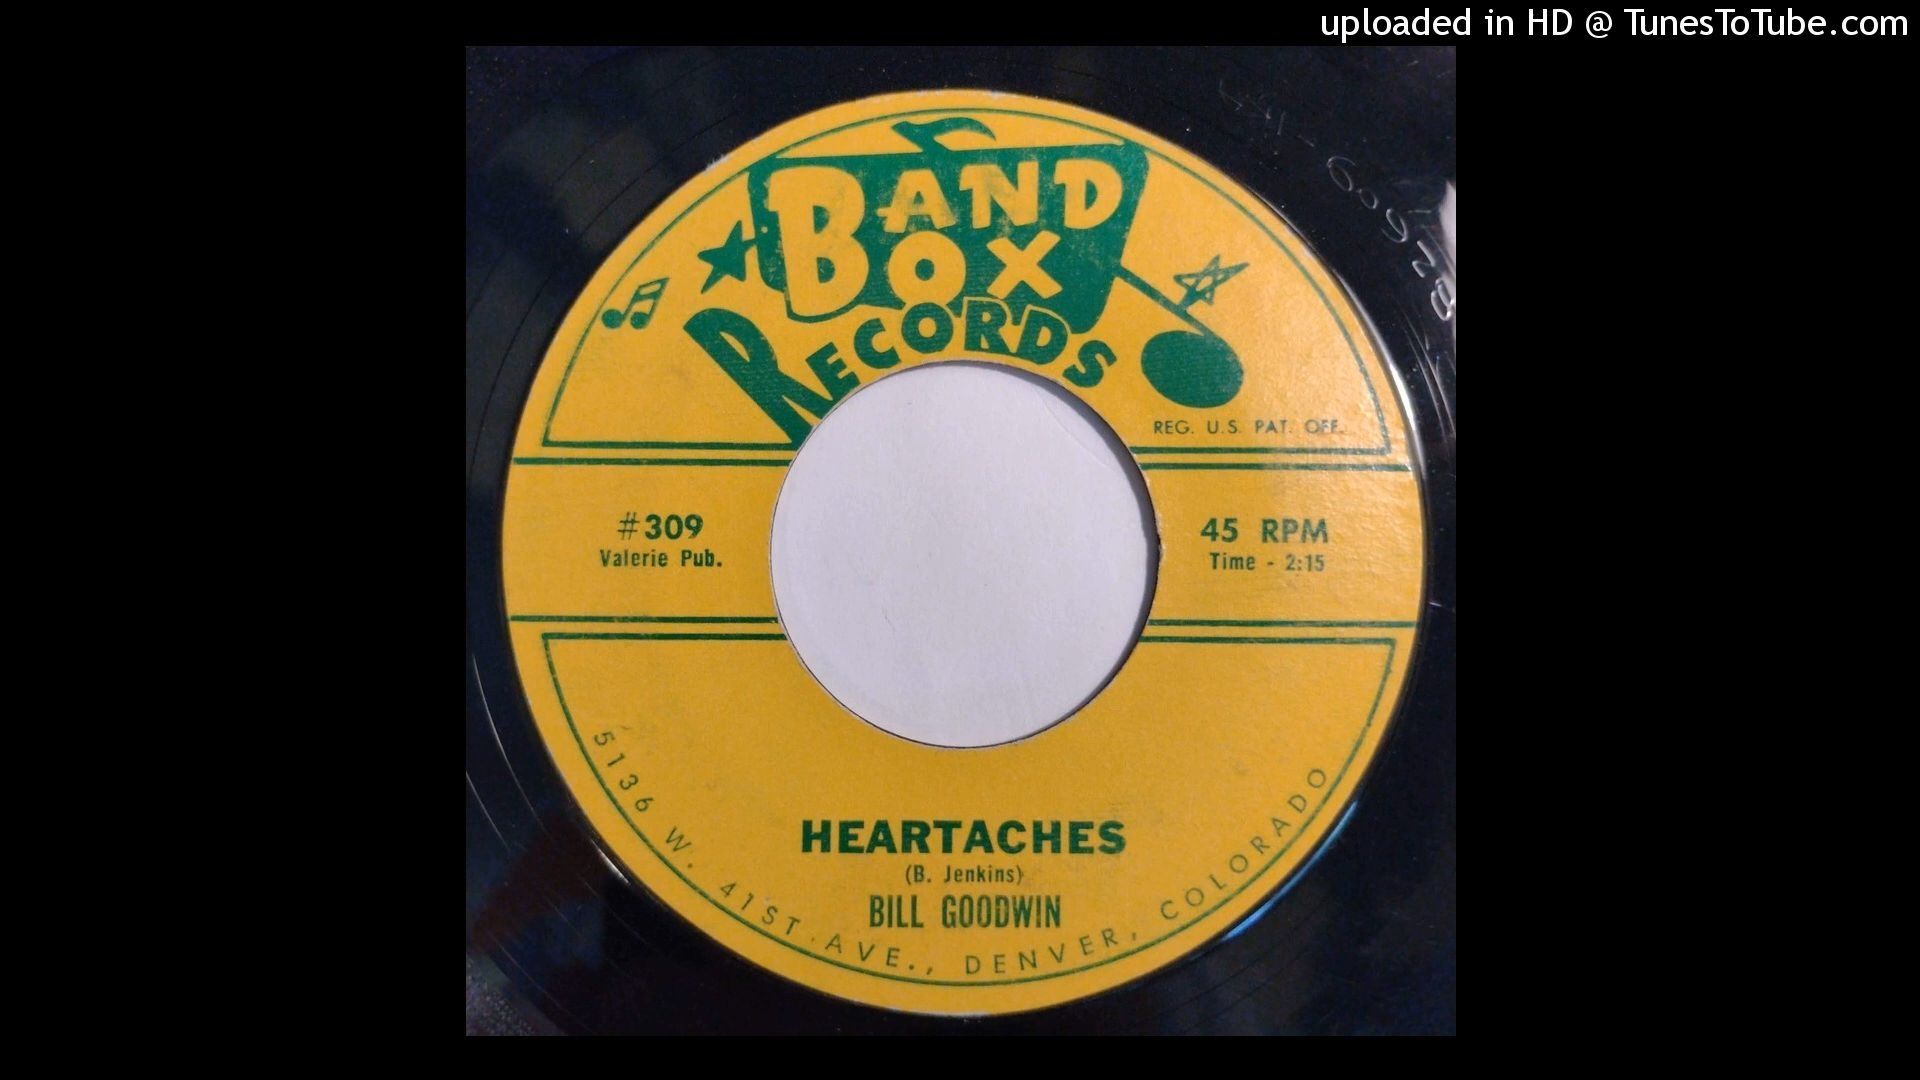 uploaded in HD @ TunesToTube.com
BAND
BOX
RECORDS
REG. U.S. PAT. OFF.
#309
Valerie Pub.
45 RPM
Time - 2:15
HEARTACHES
(B. Jenkins)
BILL GOODWIN
5136 W. 41ST. AVE., DENVER, COLORADO